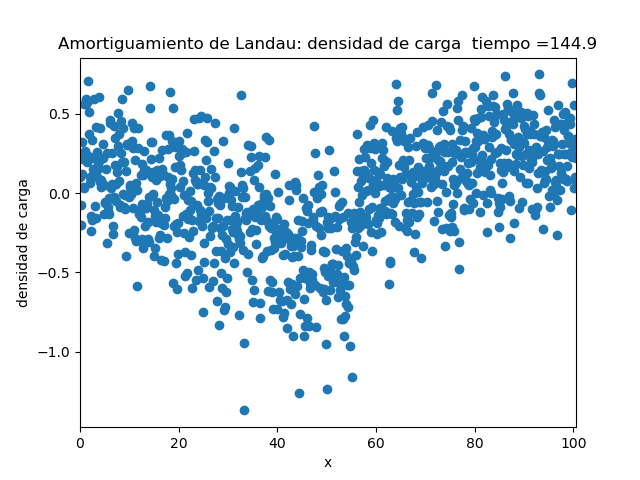 Amortiguamiento de Landau: densidad de carga  tiempo =144.9
densidad de carga
0.5
0.0
−0.5
−1.0
0 20 40 60 80 100
x